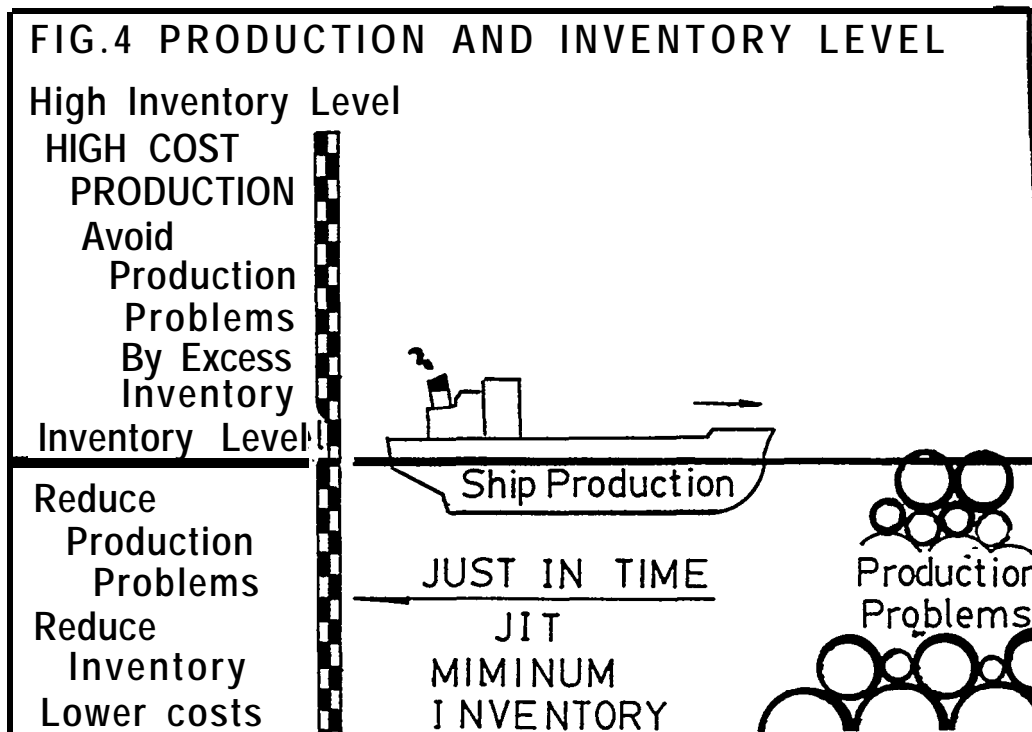 FIG.4 PRODUCTION AND INVENTORY LEVEL
High Inventory Level
HIGH COST
PRODUCTION
Avoid
Production
Problems
By Excess
Inventory
Inventory Level
Reduce
Production
Problems
Reduce
Inventory
Lower costs
Ship Production
JUST IN TIME
JIT
MIMINUM
INVENTORY
Production
Problems